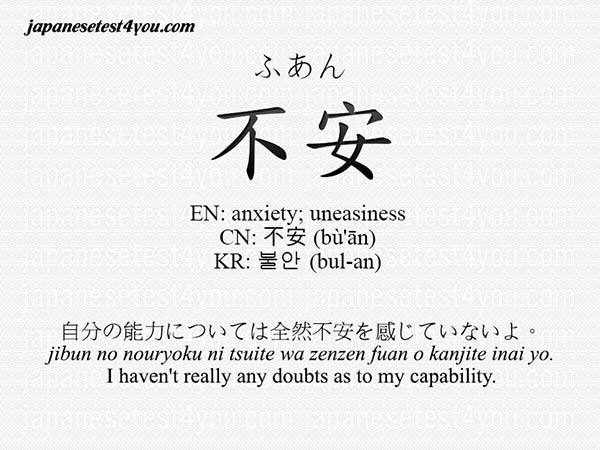 japanesetest4you.com
ふあん
不安
EN: anxiety; uneasiness
CN: 不安 (bù'ān)
KR: 불안 (bul-an)
自分の能力については全然不安を感じていないよ。
jibun no nouryoku ni tsuite wa zenzen fuan o kanjite inai yo.
I haven't really any doubts as to my capability.